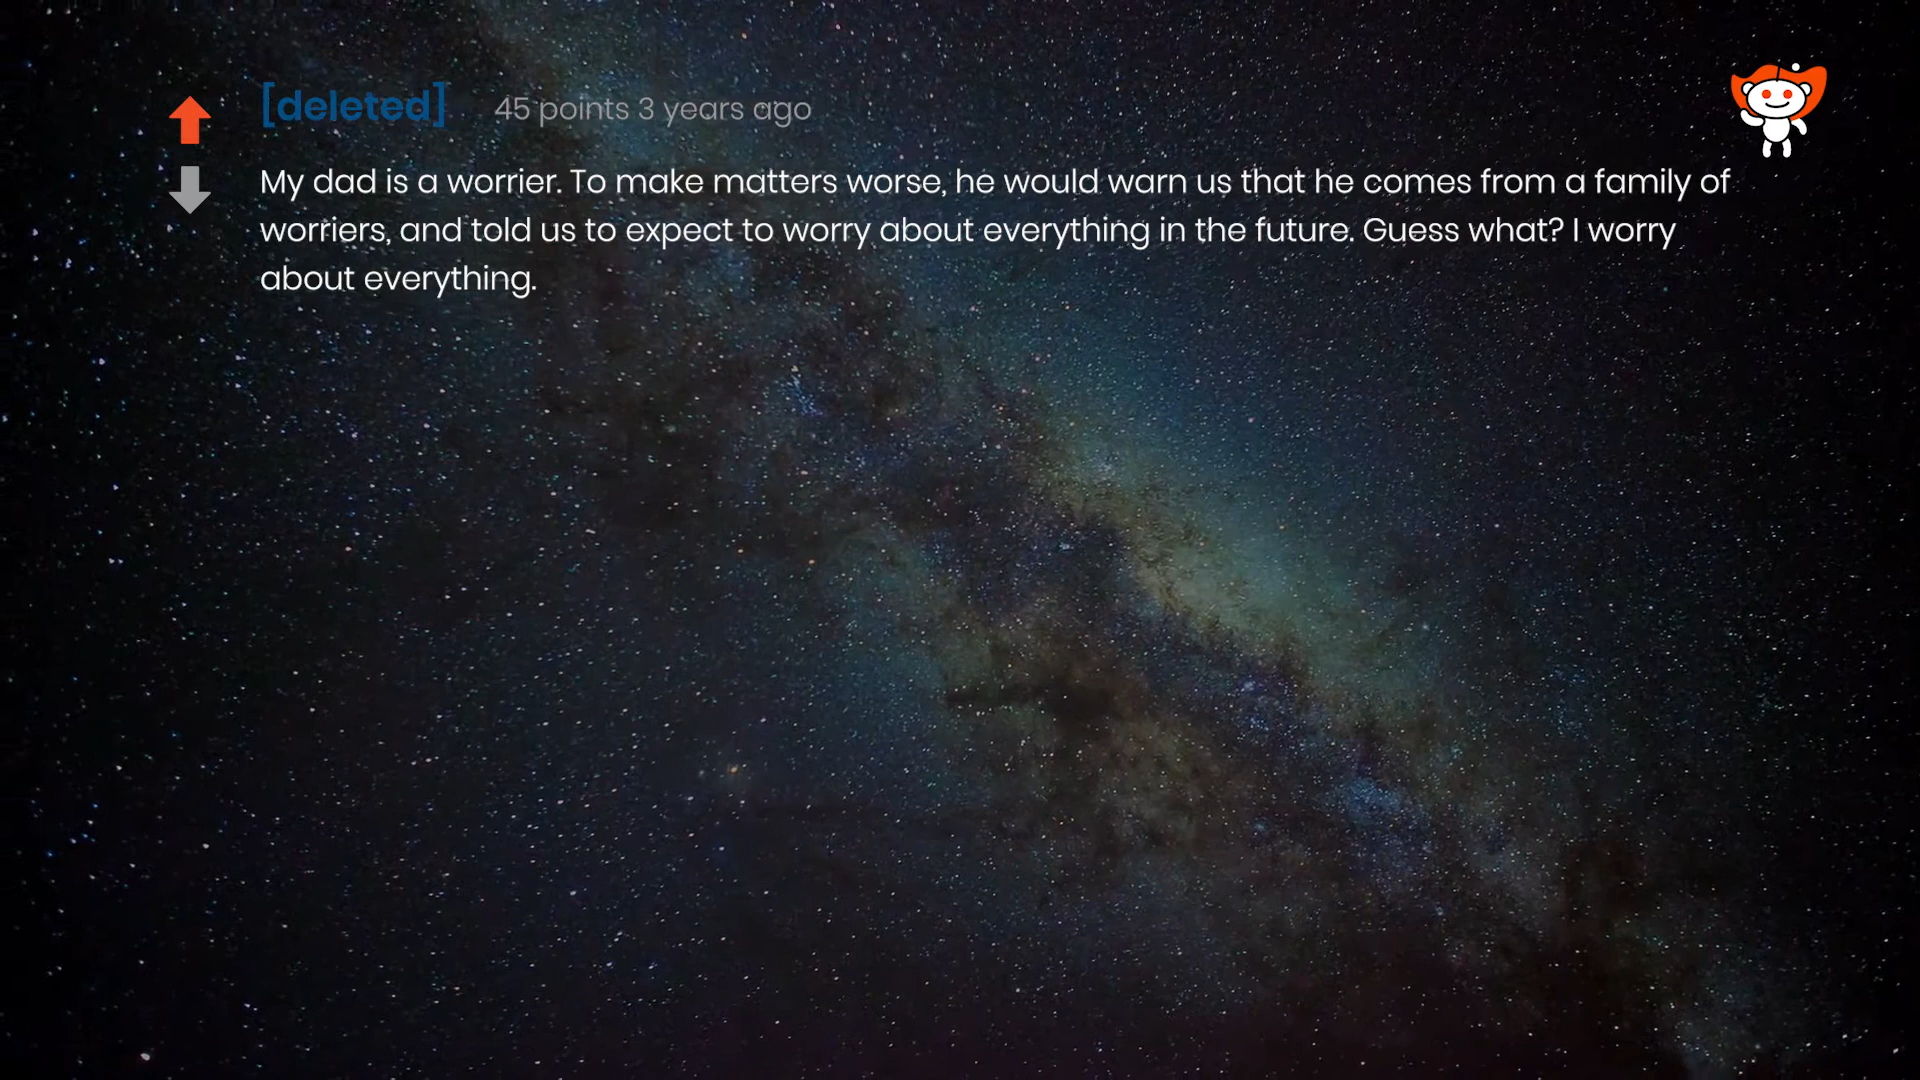 [deleted] 45 points 3 years ago
My dad is a worrier. To make matters worse, he would warn us that he comes from a family of
worriers, and told us to expect to worry about everything in the future. Guess what? I worry
about everything.